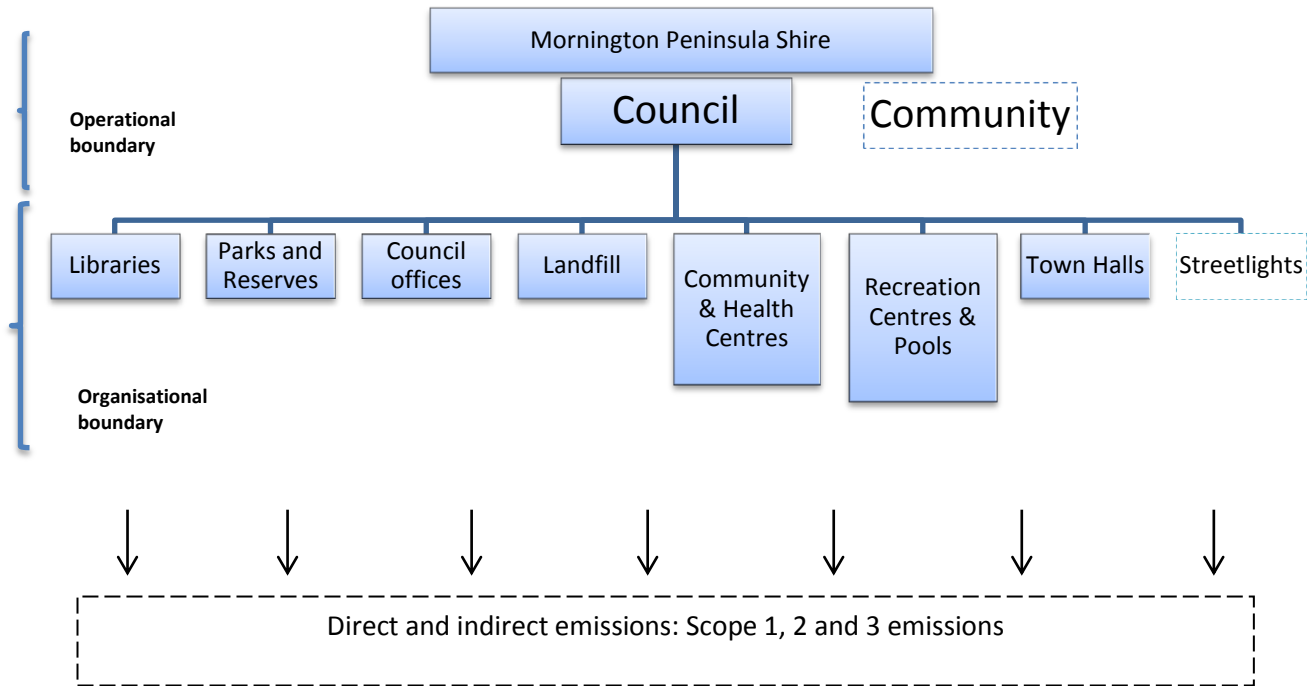 Mornington Peninsula Shire
Council
Community
Operational
boundary
Libraries
Parks and
Reserves
Council
offices
Landfill
Community
& Health
Centres
Recreation
Centres &
Pools
Town Halls
Streetlights
Organisational
boundary
Direct and indirect emissions: Scope 1, 2 and 3 emissions